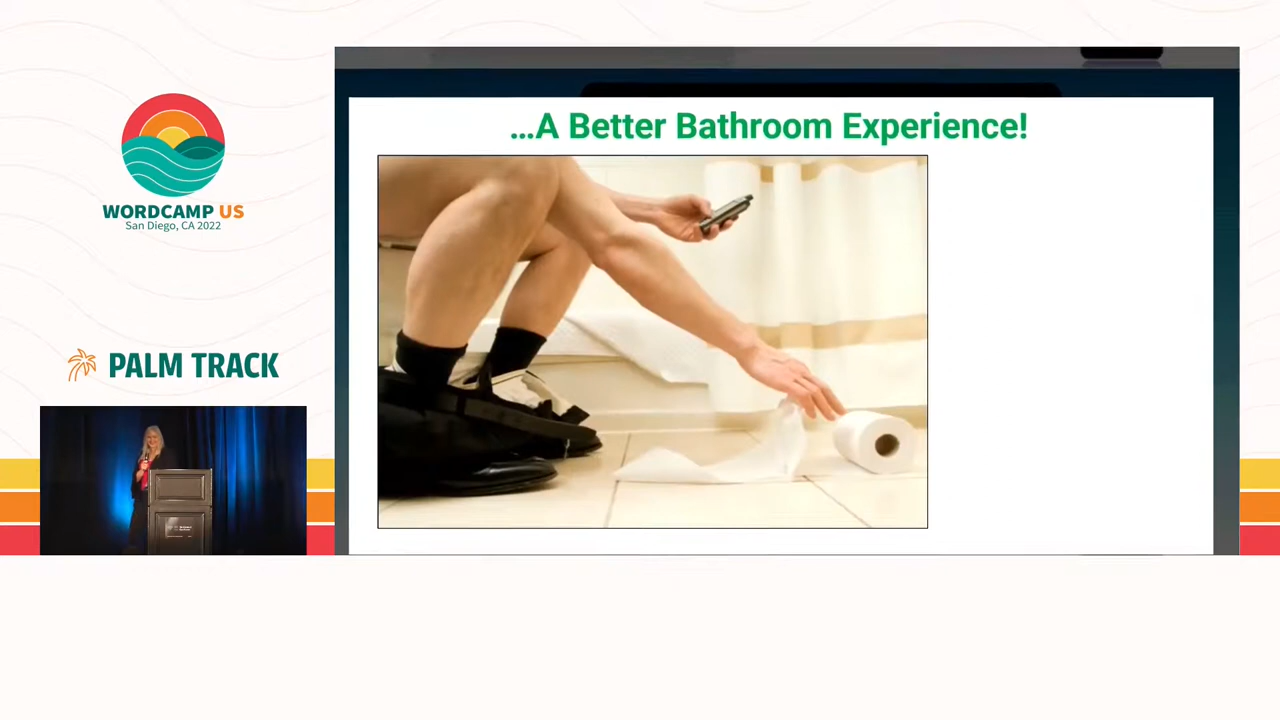 ...A Better Bathroom Experience!
WORDCAMP US
San Diego, CA 2022
PALM TRACK